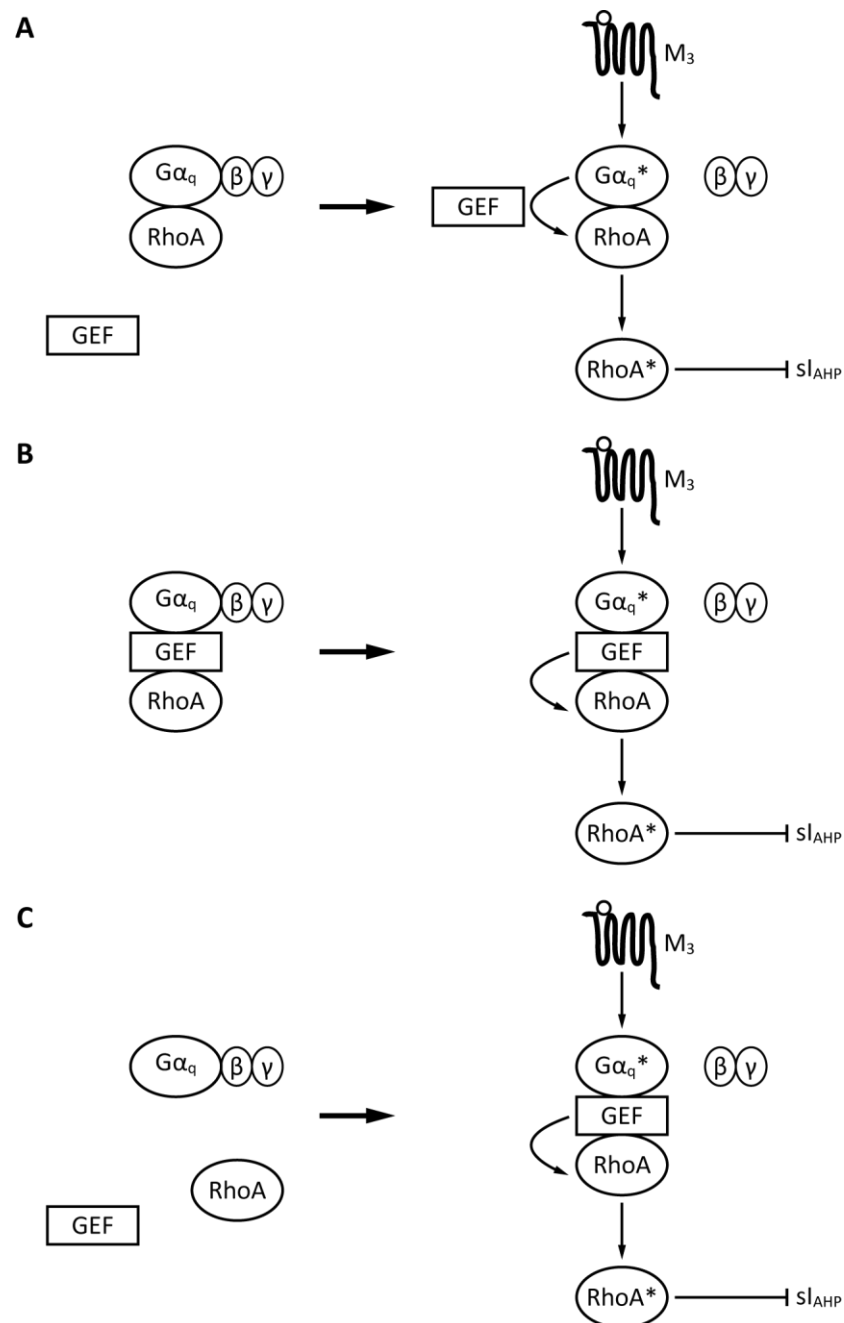 A
M₃
Gαq β γ
Gαq* β γ
GEF
RhoA
RhoA
GEF
RhoA* sIAHP
B
M₃
Gαq β γ
Gαq* β γ
GEF
GEF
RhoA
RhoA
RhoA* sIAHP
C
M₃
Gαq β γ
Gαq* β γ
GEF
RhoA
RhoA
GEF
RhoA* sIAHP